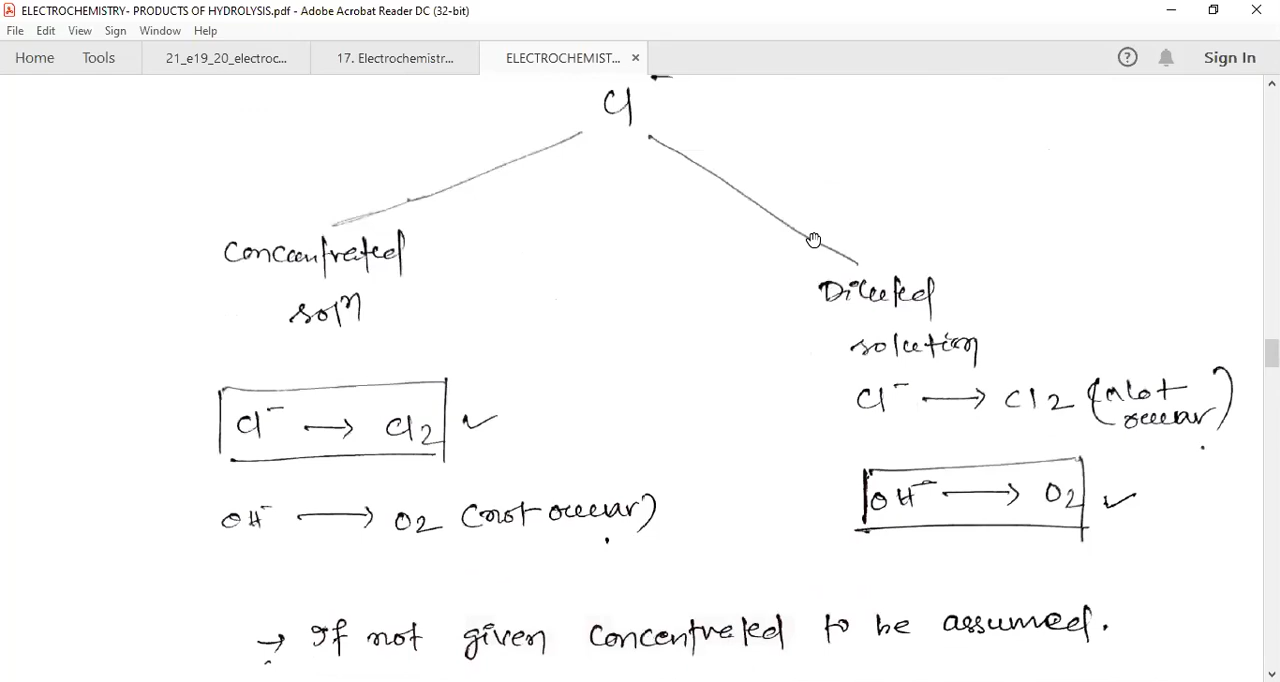 ELECTROCHEMISTRY- PRODUCTS OF HYDROLYSIS.pdf - Adobe Acrobat Reader DC (32-bit)
File Edit View Sign Window Help
Home Tools 21_e19_20_electroc... 17. Electrochemistr... ELECTROCHEMIST... × Sign In
Cl⁻
Concentrated
soln
Diluted
solution
Cl⁻ → Cl2 (Not
occur)
Cl⁻ → Cl2 ✓
OH⁻ → O2 ✓
OH⁻ → O2 (not occur)
→ If not given concentrated to be assumed.